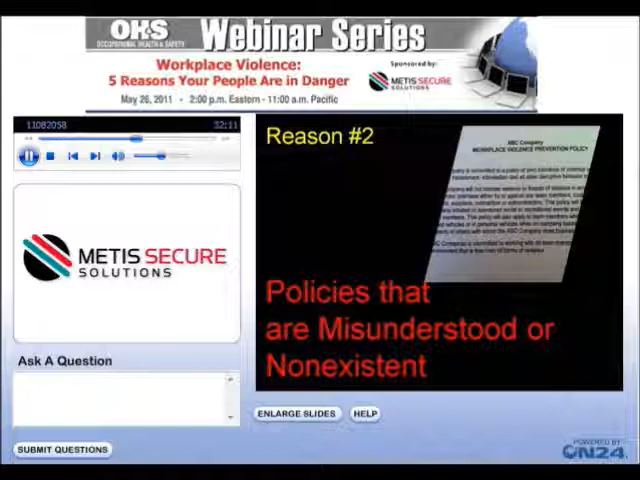 OH&S
OCCUPATIONAL HEALTH & SAFETY
Webinar Series
Workplace Violence:
5 Reasons Your People Are in Danger
May 26, 2011 • 2:00 p.m. Eastern - 11:00 a.m. Pacific
Sponsored by:
METIS SECURE
SOLUTIONS
11082058
32:11
METIS SECURE
SOLUTIONS
Ask A Question
SUBMIT QUESTIONS
Reason #2
ABC Company
WORKPLACE VIOLENCE PREVENTION POLICY
Policies that
are Misunderstood or
Nonexistent
ENLARGE SLIDES
HELP
POWERED BY
ON24